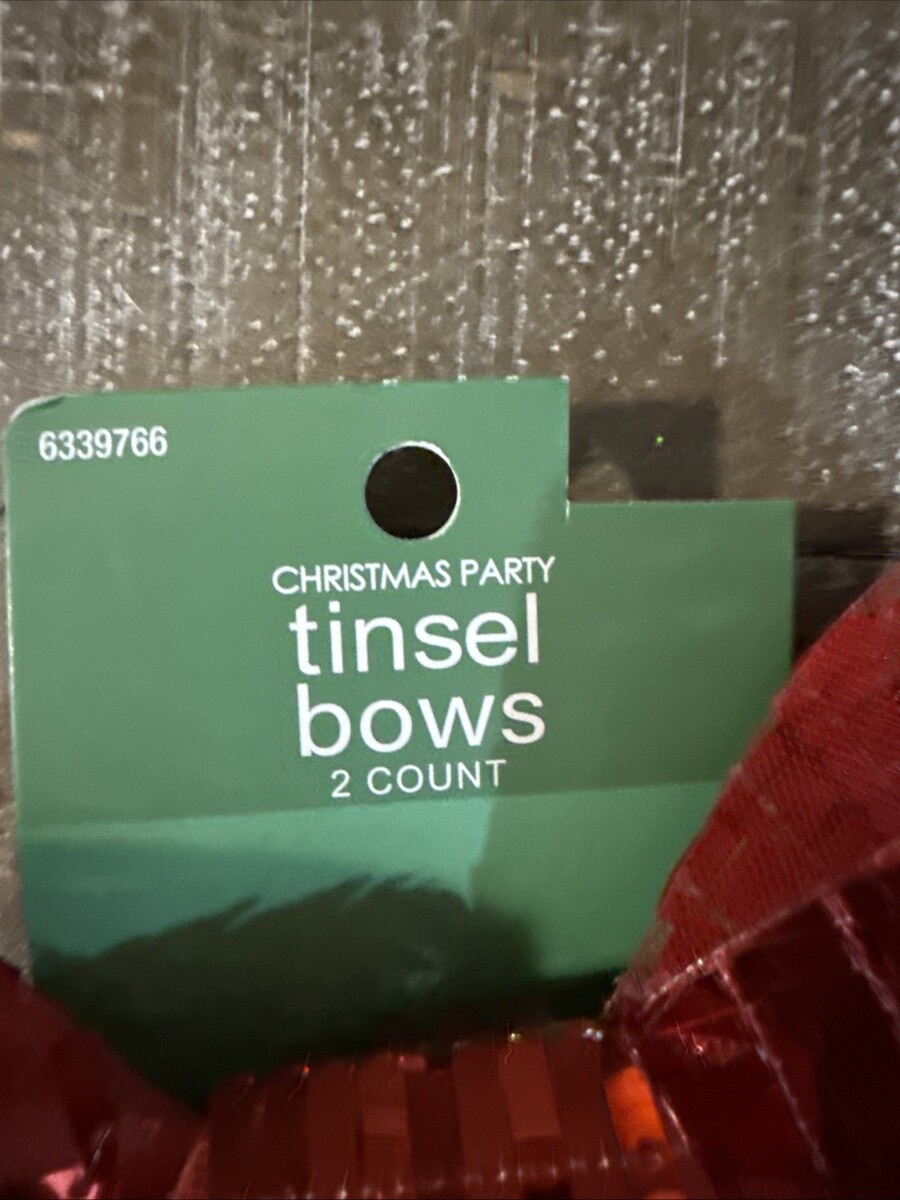 6339766
CHRISTMAS PARTY
tinsel
bows
2 COUNT